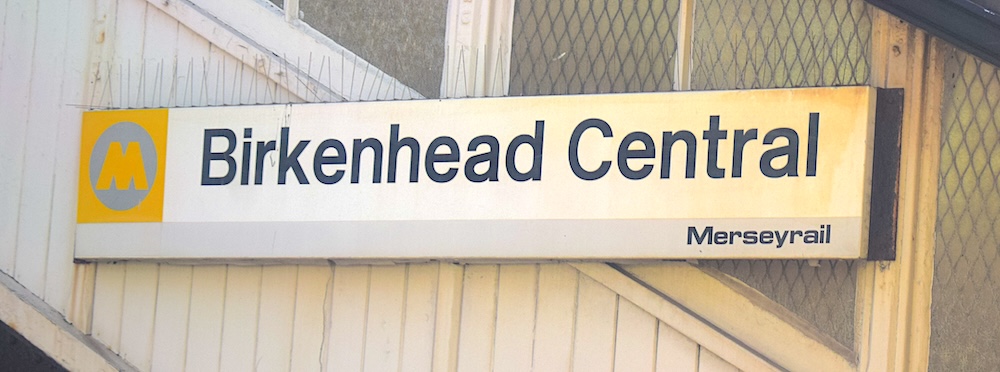 M
Birkenhead Central
Merseyrail